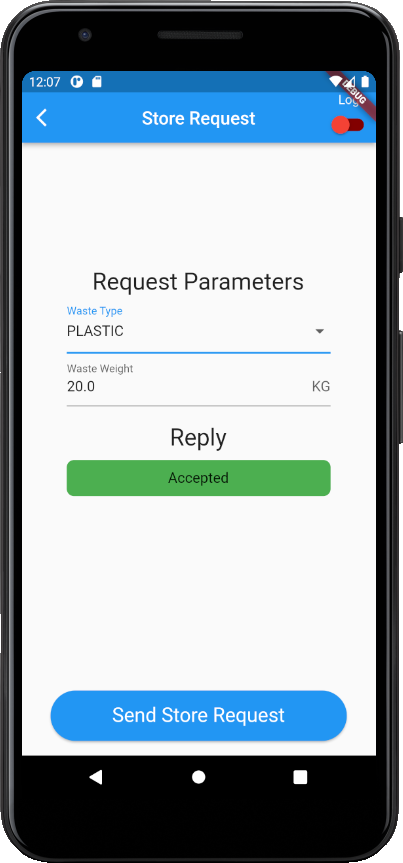 12:07
DEBUG
Log
Store Request
Request Parameters
Waste Type
PLASTIC
Waste Weight
20.0 KG
Reply
Accepted
Send Store Request